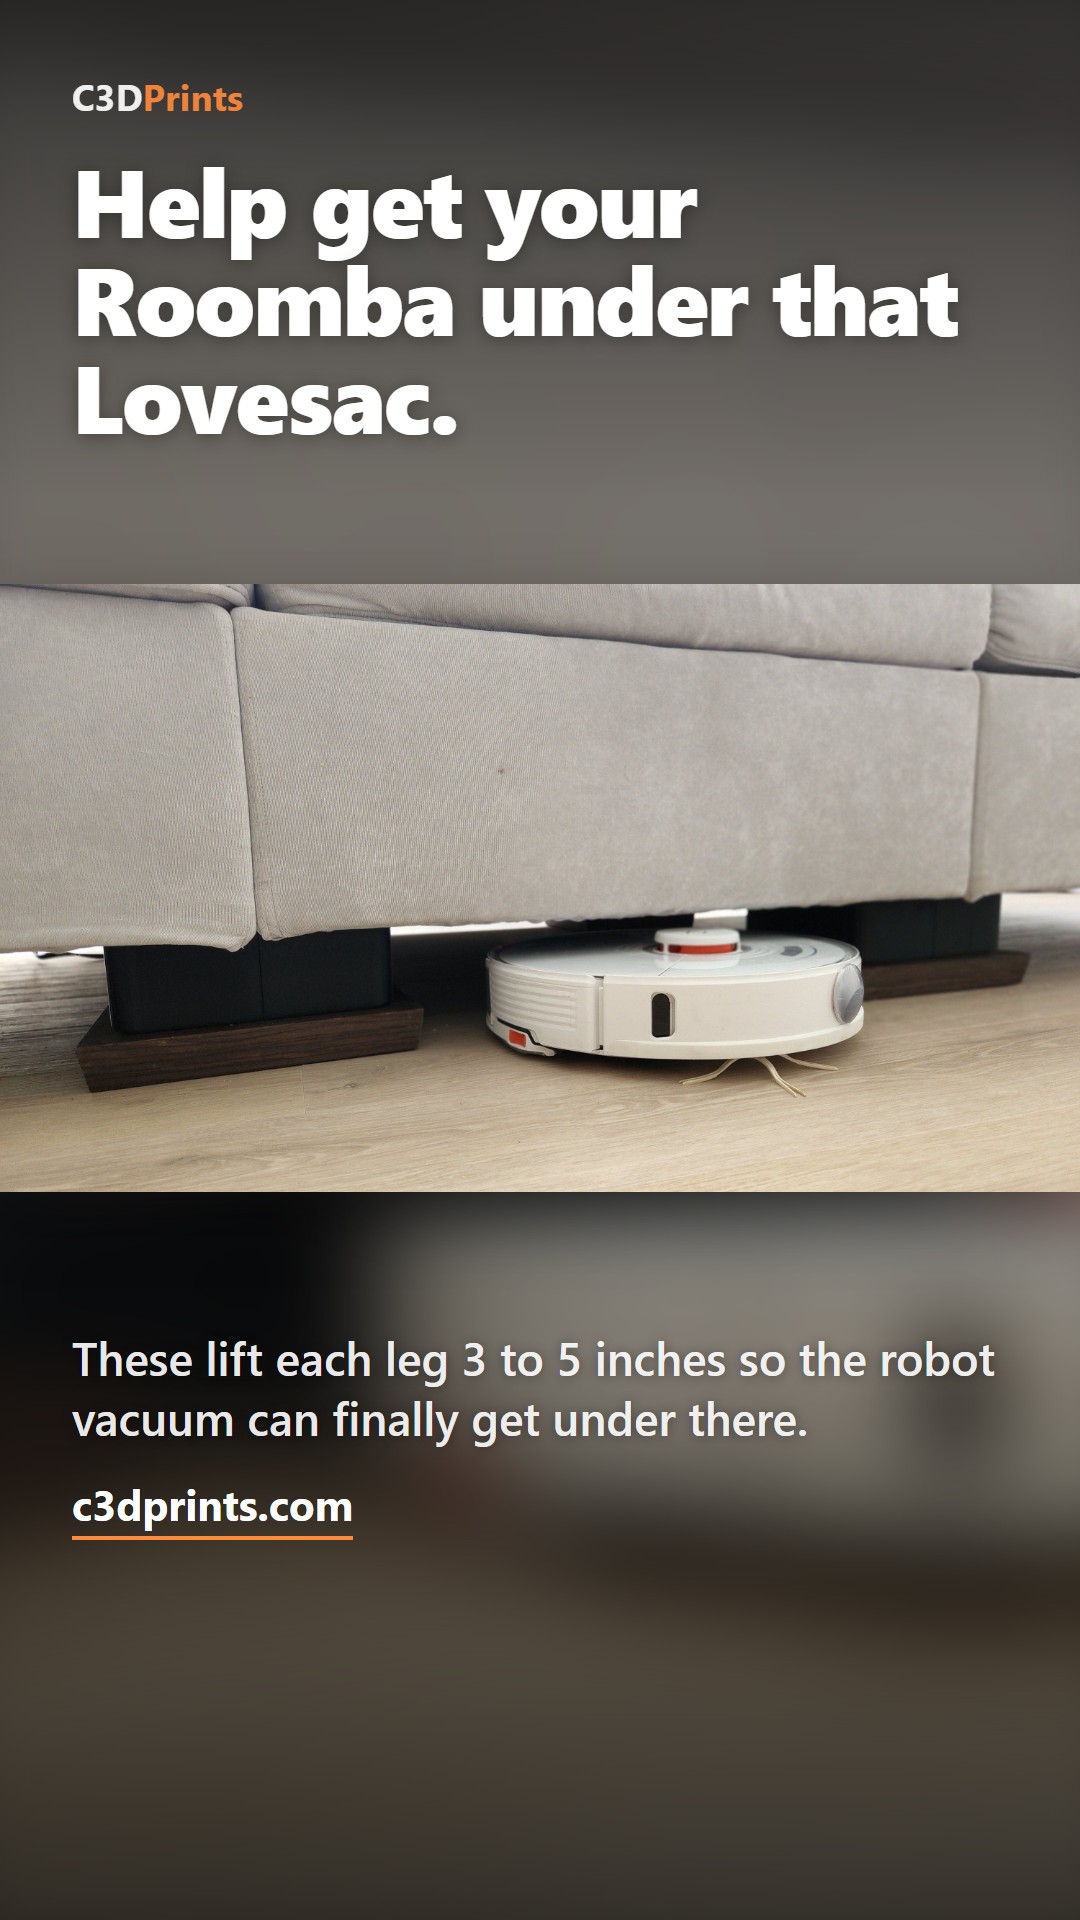 C3DPrints
Help get your
Roomba under that
Lovesac.
These lift each leg 3 to 5 inches so the robot
vacuum can finally get under there.
c3dprints.com